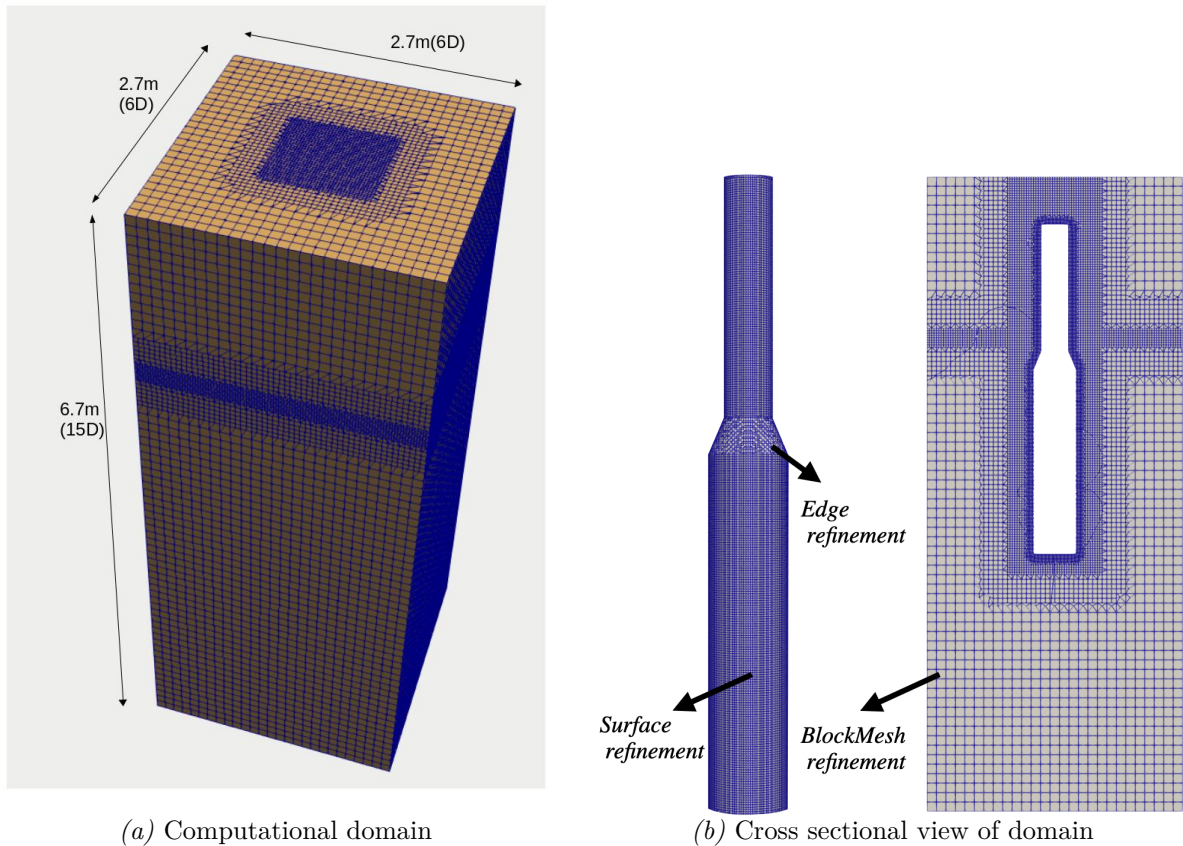 2.7m(6D)
2.7m
(6D)
6.7m
(15D)
Edge
refinement
Surface
refinement
BlockMesh
refinement
(a) Computational domain
(b) Cross sectional view of domain